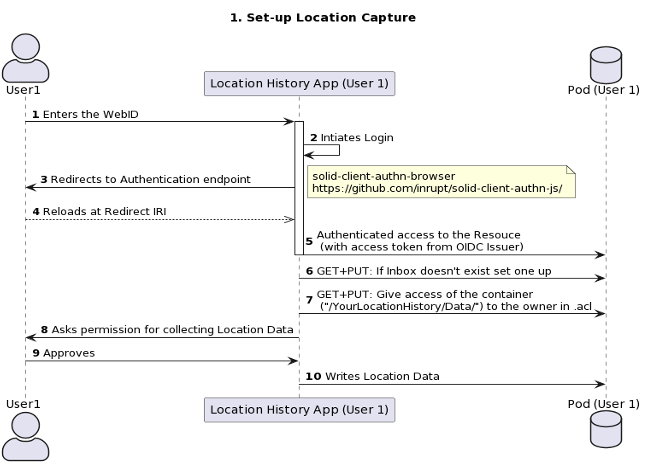 1. Set-up Location Capture
User1
Location History App (User 1)
Pod (User 1)
1 Enters the WebID
2 Intiates Login
solid-client-authn-browser
https://github.com/inrupt/solid-client-authn-js/
3 Redirects to Authentication endpoint
4 Reloads at Redirect IRI
5 Authenticated access to the Resouce
(with access token from OIDC Issuer)
6 GET+PUT: If Inbox doesn't exist set one up
7 GET+PUT: Give access of the container
("/YourLocationHistory/Data/") to the owner in .acl
8 Asks permission for collecting Location Data
9 Approves
10 Writes Location Data
User1
Location History App (User 1)
Pod (User 1)